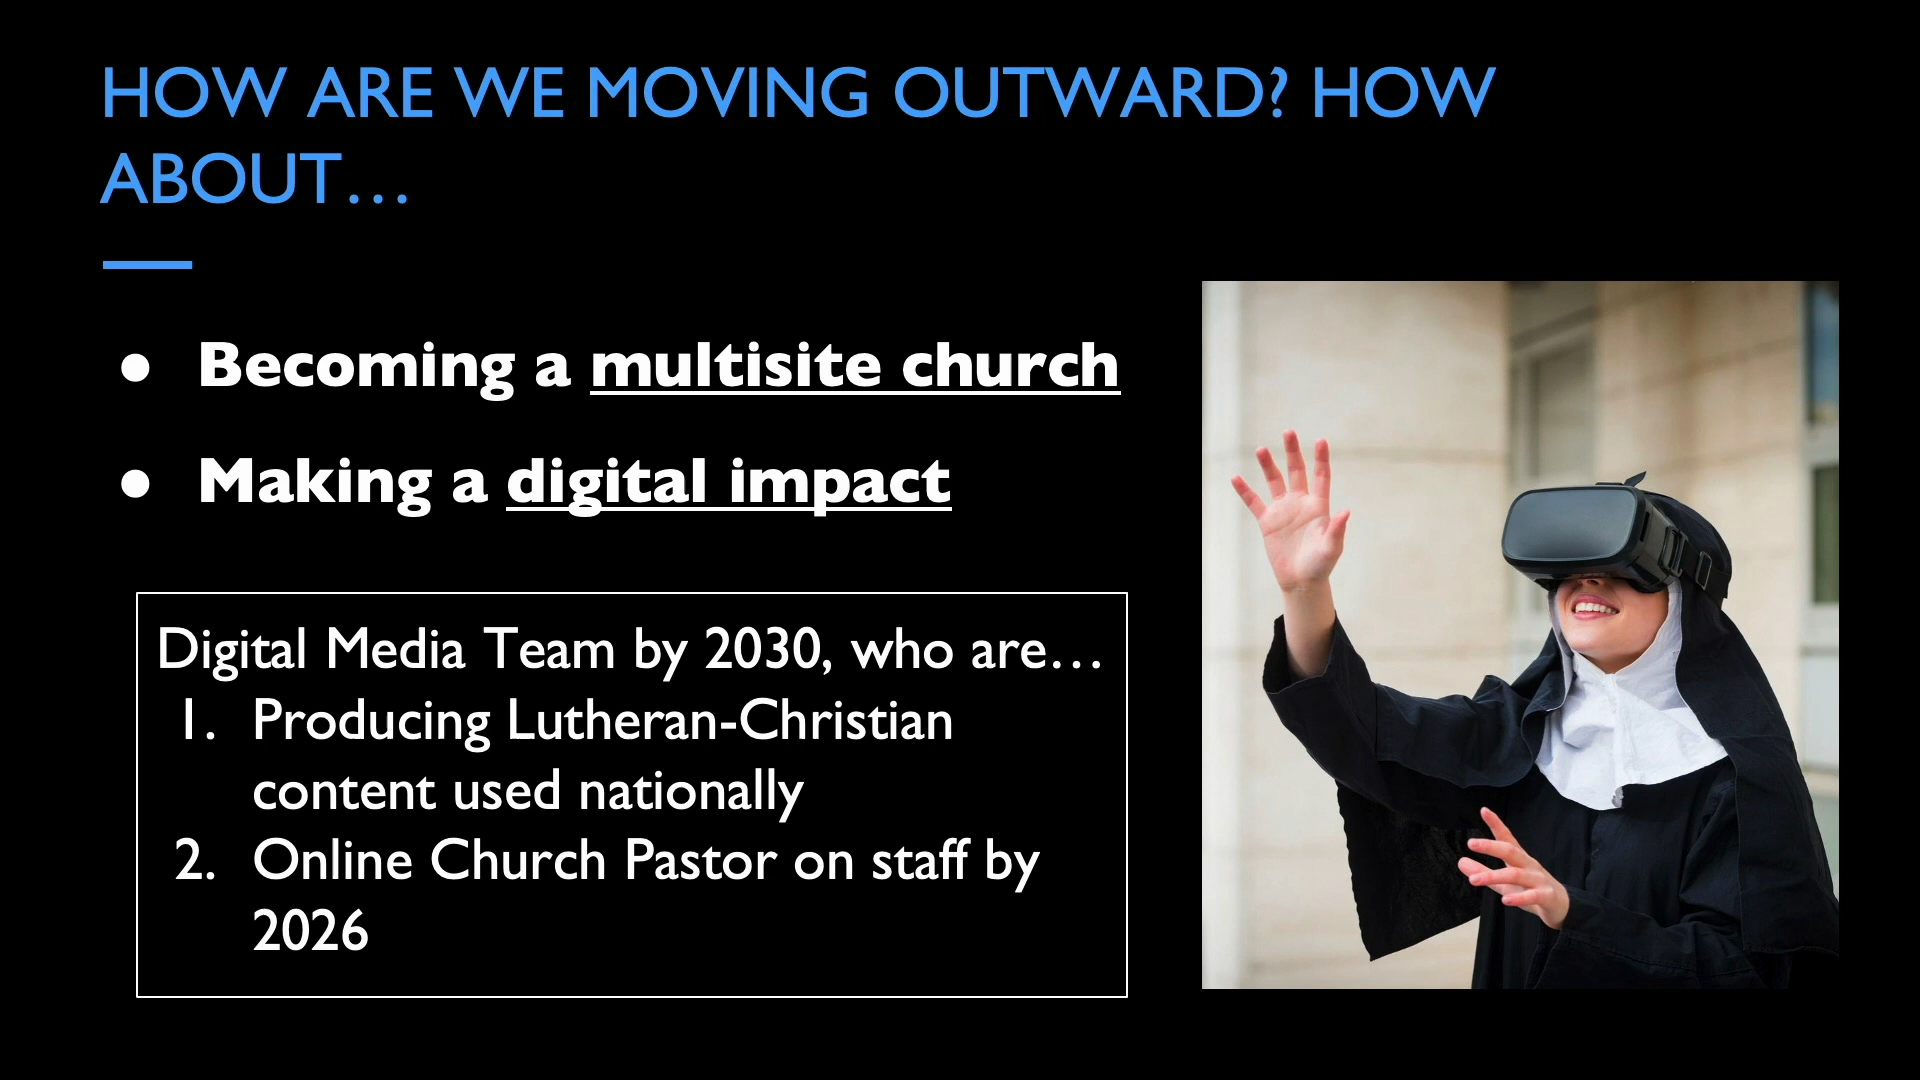 HOW ARE WE MOVING OUTWARD? HOW
ABOUT…
● Becoming a multisite church
● Making a digital impact
Digital Media Team by 2030, who are…
1. Producing Lutheran-Christian
content used nationally
2. Online Church Pastor on staff by
2026